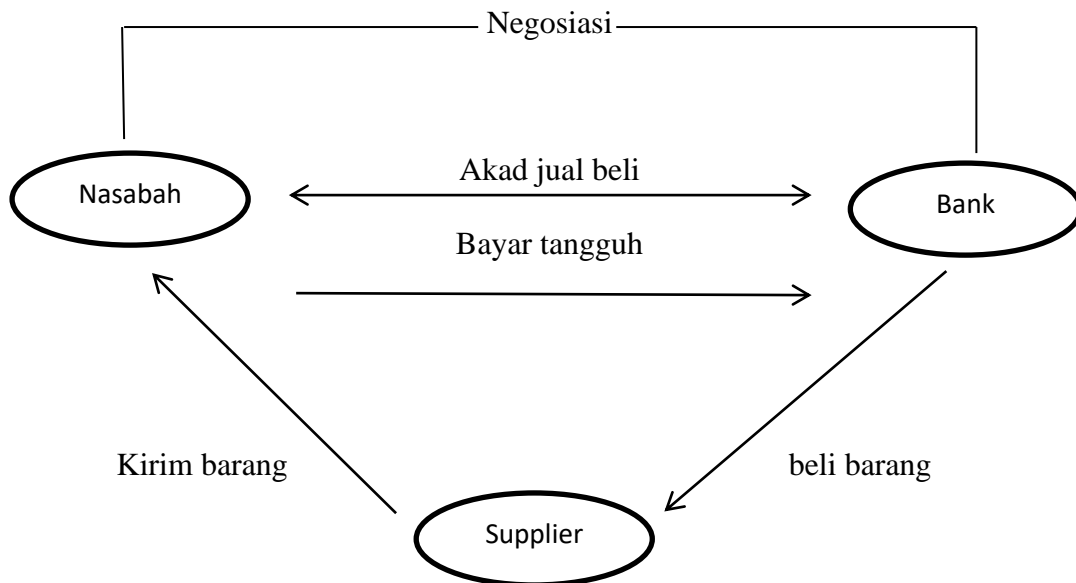 Negosiasi
Akad jual beli
Nasabah
Bank
Bayar tangguh
Kirim barang
beli barang
Supplier